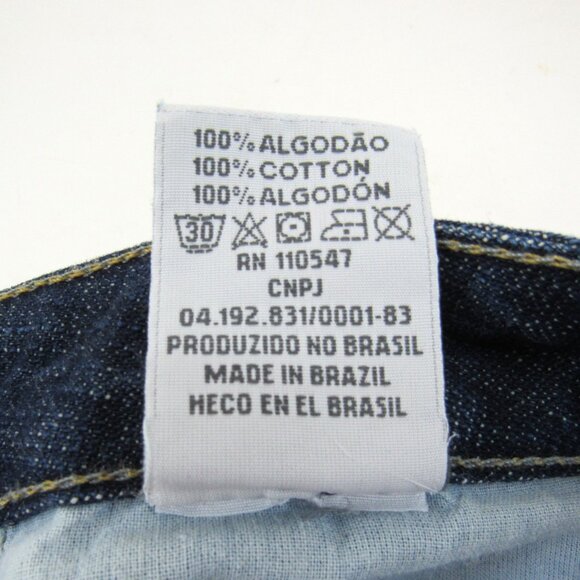 100% ALGODÃO
100% COTTON
100% ALGODÓN
30
RN 110547
CNPJ
04.192.831/0001-83
PRODUZIDO NO BRASIL
MADE IN BRAZIL
HECO EN EL BRASIL